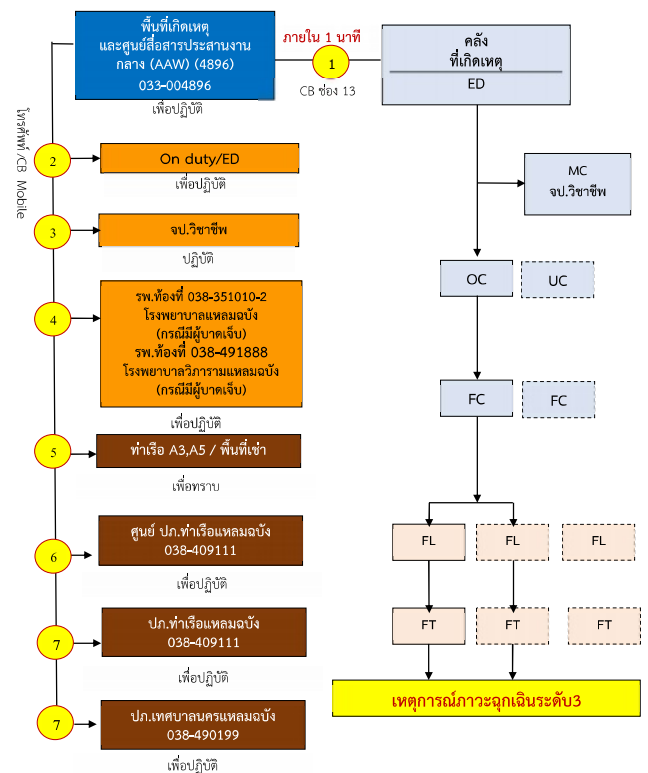 พื้นที่เกิดเหตุ
และศูนย์สื่อสารประสานงาน
กลาง (AAW) (4896)
033-004896
เพื่อปฏิบัติ
ภายใน 1 นาที
1
CB ช่อง 13
คลัง
ที่เกิดเหตุ
ED
โทรศัพท์ /CB Mobile
2
On duty/ED
เพื่อปฏิบัติ
MC
จป.วิชาชีพ
3
จป.วิชาชีพ
ปฏิบัติ
OC
UC
4
รพ.ท้องที่ 038-351010-2
โรงพยาบาลแหลมฉบัง
(กรณีมีผู้บาดเจ็บ)
รพ.ท้องที่ 038-491888
โรงพยาบาลวิภารามแหลมฉบัง
(กรณีมีผู้บาดเจ็บ)
เพื่อปฏิบัติ
FC
FC
5
ท่าเรือ A3,A5 / พื้นที่เช่า
เพื่อทราบ
6
ศูนย์ ปภ.ท่าเรือแหลมฉบัง
038-409111
เพื่อปฏิบัติ
FL
FL
FL
7
ปภ.ท่าเรือแหลมฉบัง
038-409111
เพื่อปฏิบัติ
FT
FT
FT
7
ปภ.เทศบาลนครแหลมฉบัง
038-490199
เพื่อปฏิบัติ
เหตุการณ์ภาวะฉุกเฉินระดับ3